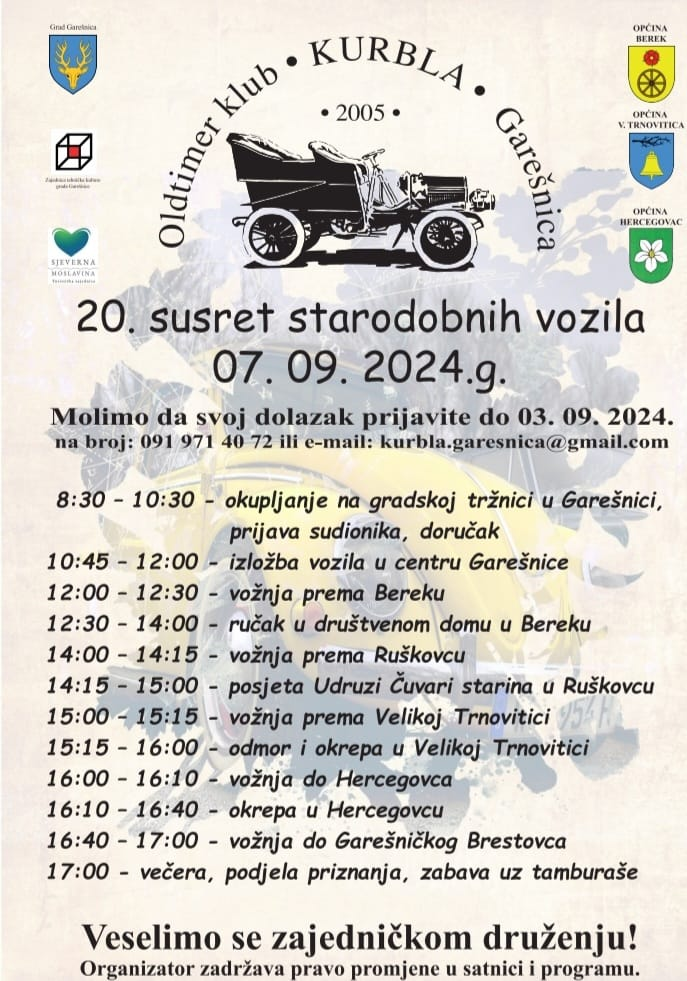 Grad Garešnica
Zajednica tehničke kulture
grada Garešnice
SJEVERNA
MOSLAVINA
Turistička zajednica
Oldtimer klub • KURBLA • Garešnica
• 2005 •
OPĆINA
BEREK
OPĆINA
V. TRNOVITICA
OPĆINA
HERCEGOVAC
20. susret starodobnih vozila
07. 09. 2024.g.
Molimo da svoj dolazak prijavite do 03. 09. 2024.
na broj: 091 971 40 72 ili e-mail: kurbla.garesnica@gmail.com
8:30 - 10:30 - okupljanje na gradskoj tržnici u Garešnici,
prijava sudionika, doručak
10:45 - 12:00 - izložba vozila u centru Garešnice
12:00 - 12:30 - vožnja prema Bereku
12:30 - 14:00 - ručak u društvenom domu u Bereku
14:00 - 14:15 - vožnja prema Ruškovcu
14:15 - 15:00 - posjeta Udruzi Čuvari starina u Ruškovcu
15:00 - 15:15 - vožnja prema Velikoj Trnovitici
15:15 - 16:00 - odmor i okrepa u Velikoj Trnovitici
16:00 - 16:10 - vožnja do Hercegovca
16:10 - 16:40 - okrepa u Hercegovcu
16:40 - 17:00 - vožnja do Garešničkog Brestovca
17:00 - večera, podjela priznanja, zabava uz tamburaše
Veselimo se zajedničkom druženju!
Organizator zadržava pravo promjene u satnici i programu.